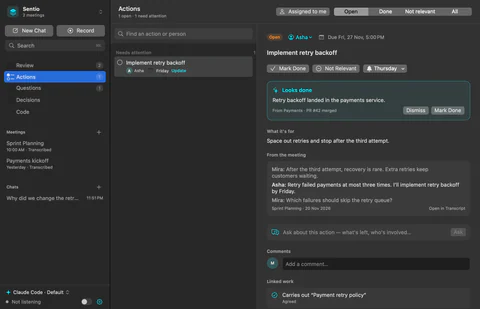 Sentio
2 meetings
New Chat
Record
Search
Review
Actions
Questions
Decisions
Code
Meetings
Sprint Planning
10:00 AM · Transcribed
Payments kickoff
Yesterday · Transcribed
Chats
Why did we change the retr...
11:51 PM
Claude Code · Default
Not listening
Actions
1 open · 1 need attention
Find an action or person
Needs attention
Implement retry backoff
A Asha Friday Update
Assigned to me
Open Done Not relevant All
Open Asha Due Fri, 27 Nov, 5:00 PM
Implement retry backoff
Mark Done Not Relevant Thursday
Looks done
Retry backoff landed in the payments service.
From Payments · PR #42 merged
Dismiss Mark Done
What it's for
Space out retries and stop after the third attempt.
From the meeting
Mira: After the third attempt, recovery is rare. Extra retries keep
customers waiting.
Asha: Retry failed payments at most three times. I'll implement retry backoff
by Friday.
Mira: Which failures should skip the retry queue?
Sprint Planning · 20 Nov 2026 Open in Transcript
Ask about this action — what's left, who's involved...
Ask
Comments
M Add a comment...
Linked work
Carries out "Payment retry policy"
Agreed